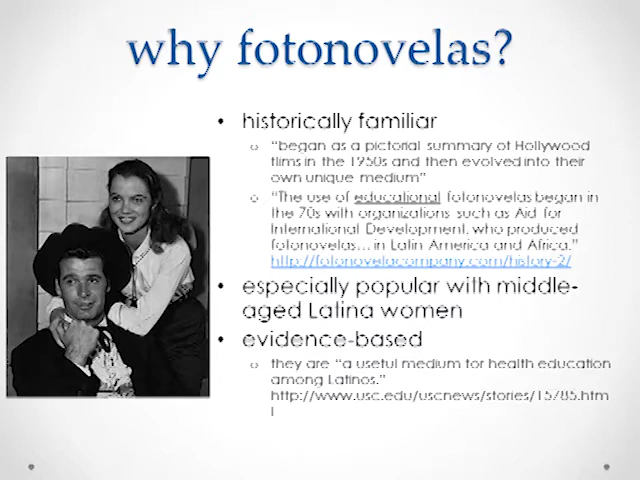 why fotonovelas?
• historically familiar
o "began as a pictorial summary of Hollywood
films in the 1950s and then evolved into their
own unique medium"
o "The use of educational fotonovelas began in
the 70s with organizations such as Aid for
International Development, who produced
fotonovelas… in Latin America and Africa."
http://fotonovelacompany.com/history-2/
• especially popular with middle-
aged Latina women
• evidence-based
o they are "a useful medium for health education
among Latinos."
http://www.usc.edu/uscnews/stories/15785.htm
l